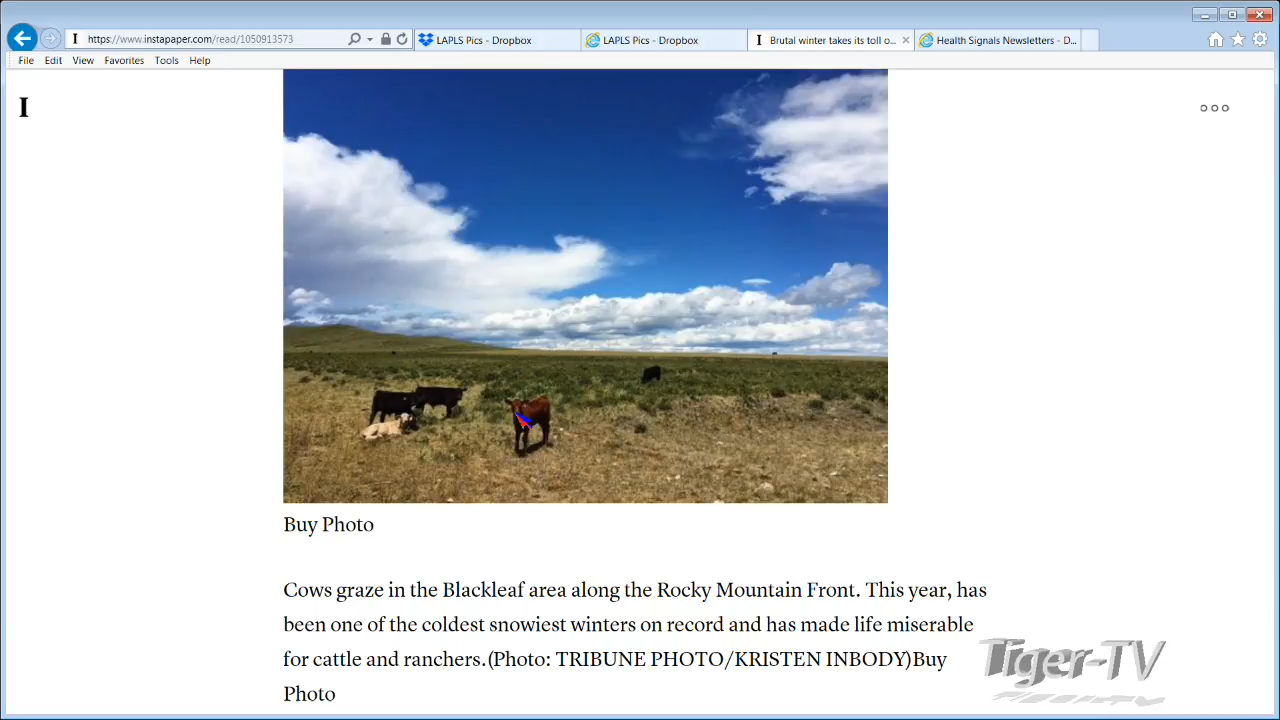 https://www.instapaper.com/read/1050913573
LAPLS Pics - Dropbox
LAPLS Pics - Dropbox
I Brutal winter takes its toll o...
Health Signals Newsletters - D...
File Edit View Favorites Tools Help
I
Buy Photo
Cows graze in the Blackleaf area along the Rocky Mountain Front. This year, has
been one of the coldest snowiest winters on record and has made life miserable
for cattle and ranchers.(Photo: TRIBUNE PHOTO/KRISTEN INBODY)Buy
Photo
Tiger-TV